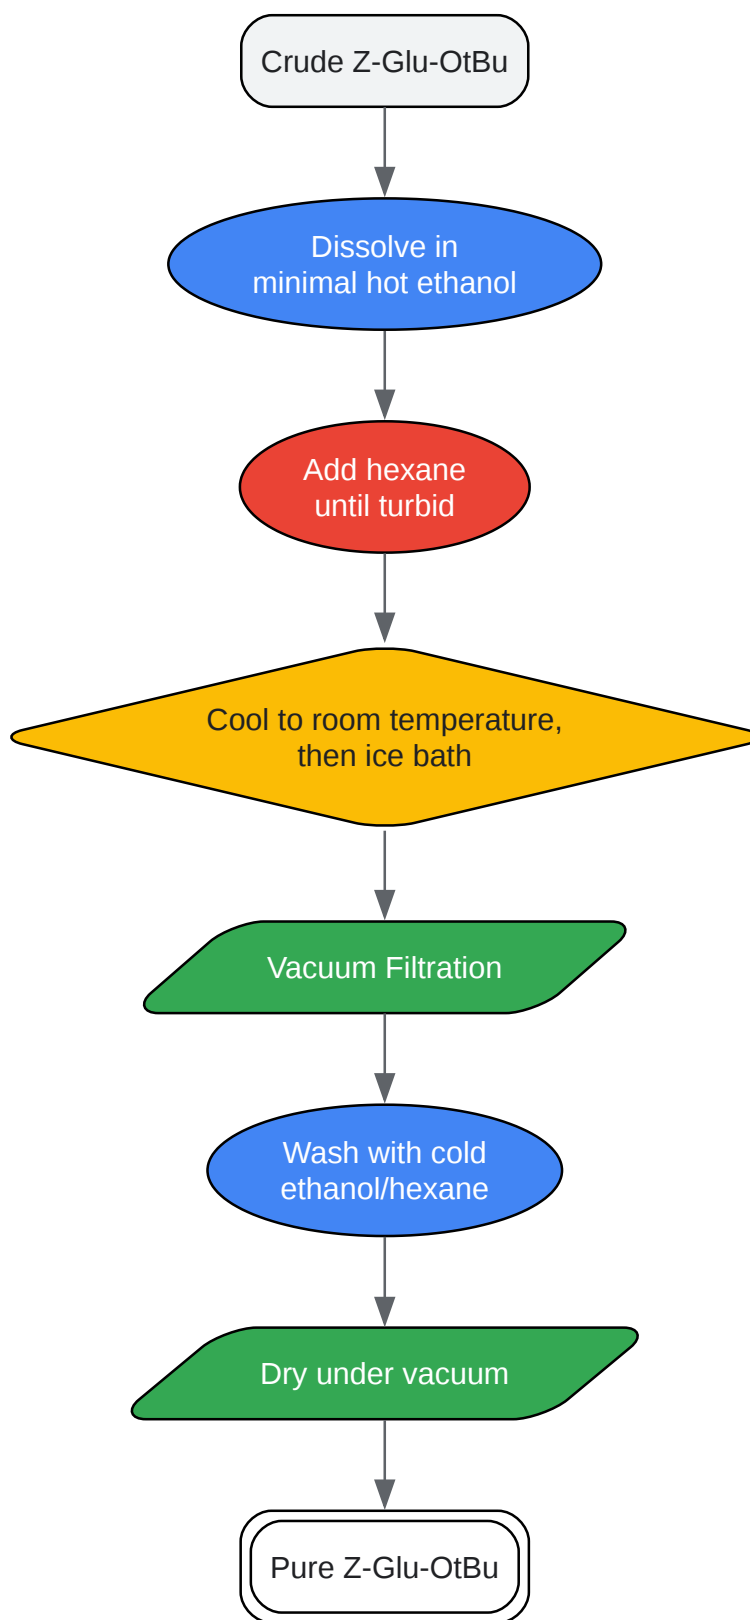 Crude Z-Glu-OtBu
Dissolve in
minimal hot ethanol
Add hexane
until turbid
Cool to room temperature,
then ice bath
Vacuum Filtration
Wash with cold
ethanol/hexane
Dry under vacuum
Pure Z-Glu-OtBu